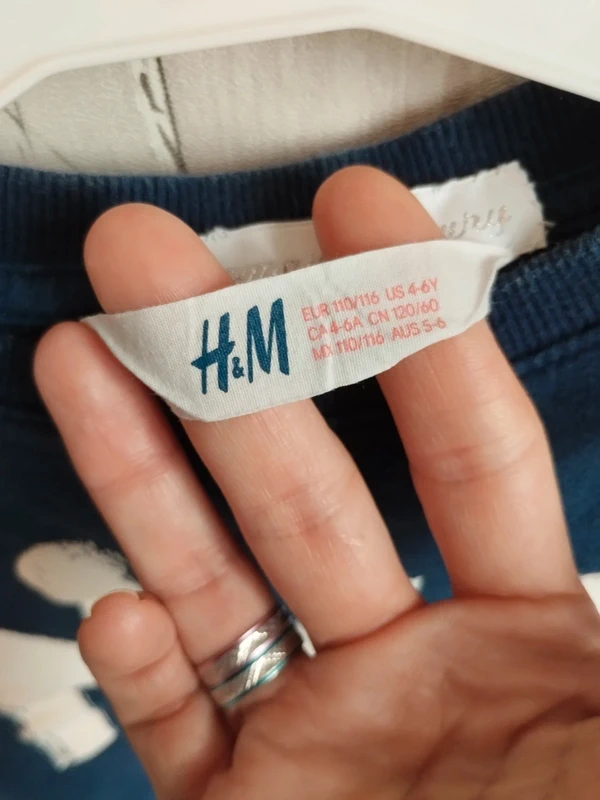 H&M
EUR 110/116 US 4-6Y
CA 4-6A CN 120/60
MX 110/116 AUS 5-6